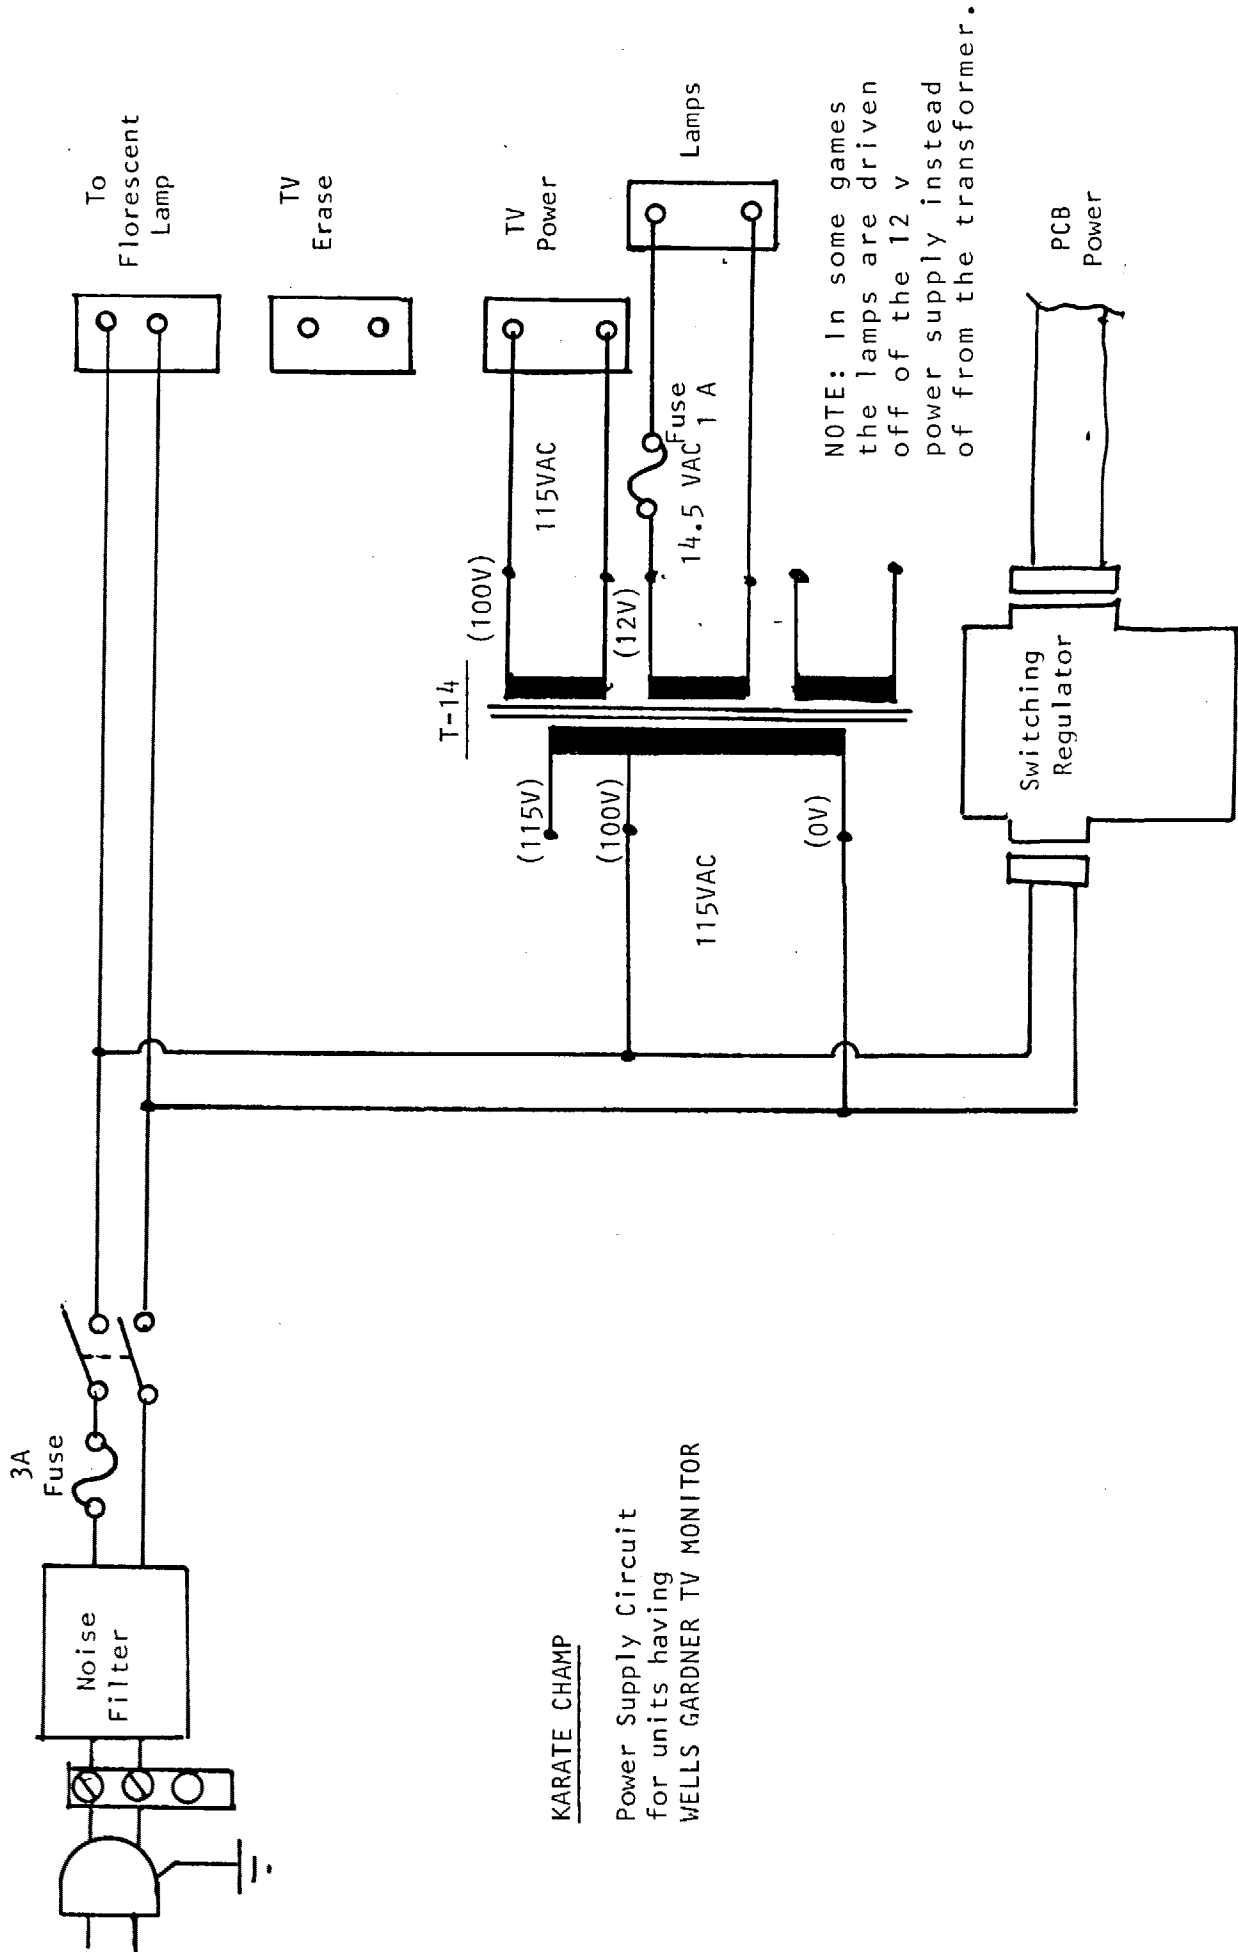 3A
Fuse
Noise
Filter
To
Florescent
Lamp
TV
Erase
TV
Power
Lamps
T-14
(115V)
(100V)
(0V)
115VAC
(100V)
115VAC
(12V)
Fuse
14.5 VAC 1 A
NOTE: In some games
the lamps are driven
off of the 12 v
power supply instead
of from the transformer.
Switching
Regulator
PCB
Power
KARATE CHAMP
Power Supply Circuit
for units having
WELLS GARDNER TV MONITOR